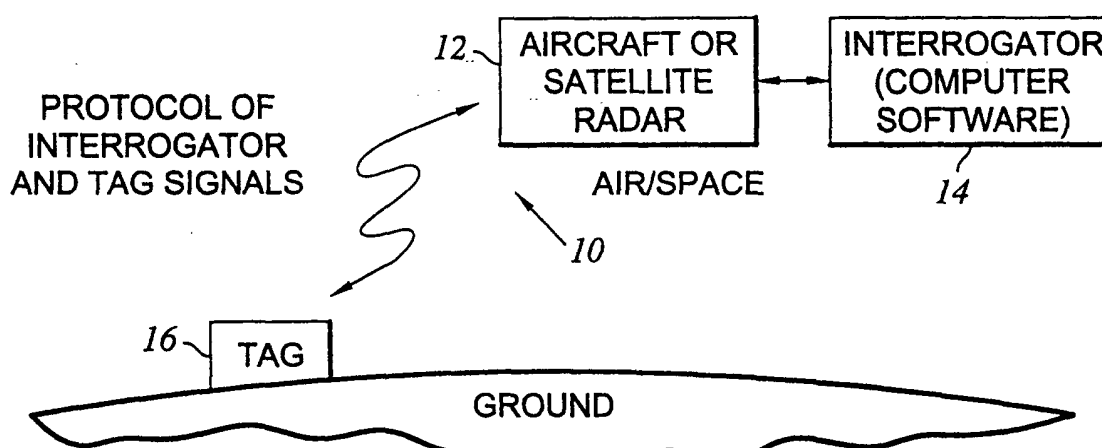 12
AIRCRAFT OR
SATELLITE
RADAR
INTERROGATOR
(COMPUTER
SOFTWARE)
14
PROTOCOL OF
INTERROGATOR
AND TAG SIGNALS
AIR/SPACE
10
16
TAG
GROUND